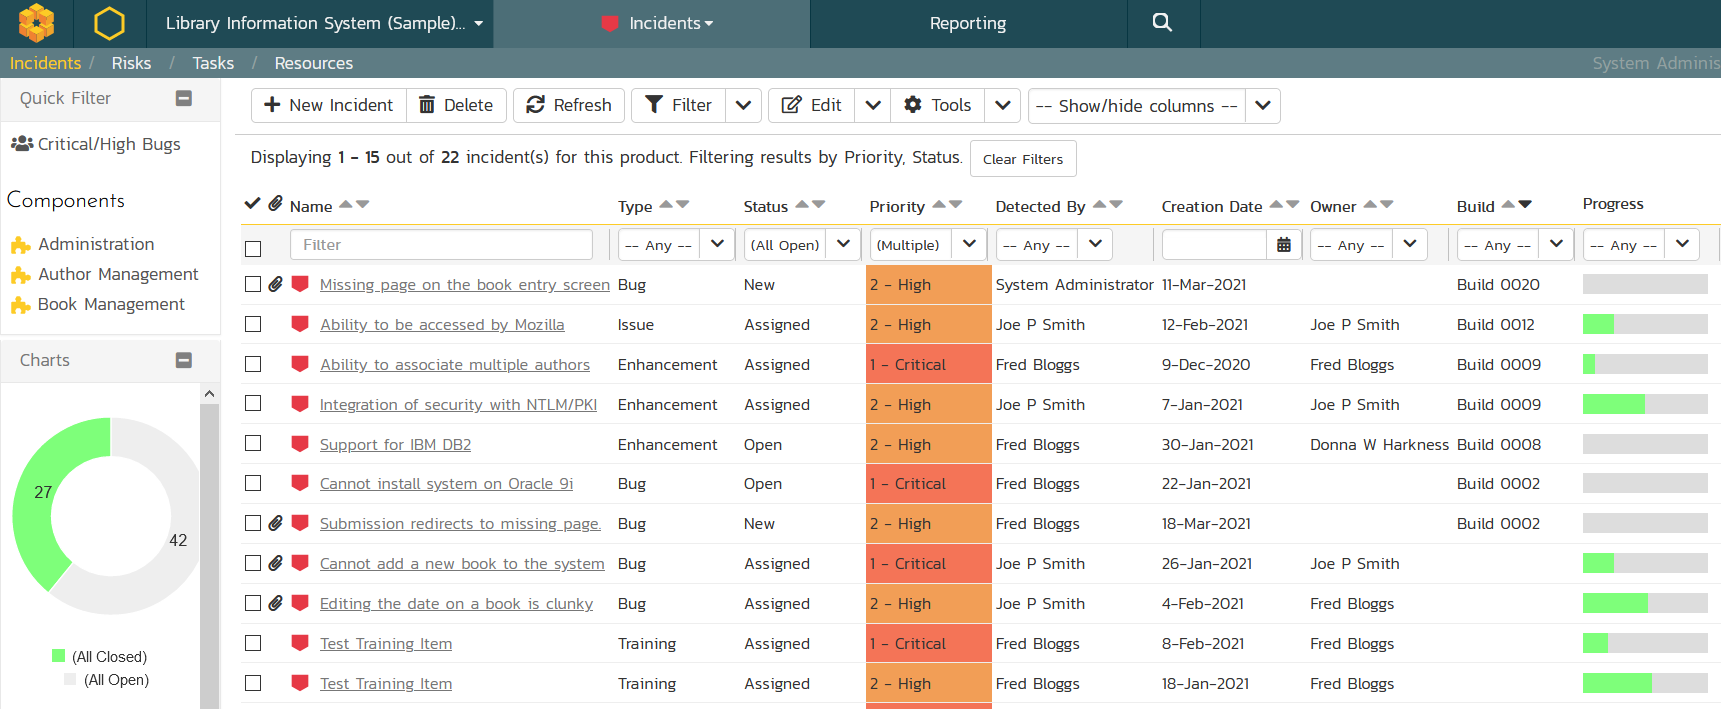 Library Information System (Sample)... Incidents Reporting
Incidents / Risks / Tasks / Resources System Adminis
Quick Filter
Critical/High Bugs
Components
Administration
Author Management
Book Management
Charts
27
42
(All Closed)
(All Open)
New Incident Delete Refresh Filter Edit Tools -- Show/hide columns --
Displaying 1 - 15 out of 22 incident(s) for this product. Filtering results by Priority, Status. Clear Filters
Name Type Status Priority Detected By Creation Date Owner Build Progress
Filter -- Any -- (All Open) (Multiple) -- Any -- -- Any -- -- Any -- -- Any --
Missing page on the book entry screen Bug New 2 - High System Administrator 11-Mar-2021 Build 0020
Ability to be accessed by Mozilla Issue Assigned 2 - High Joe P Smith 12-Feb-2021 Joe P Smith Build 0012
Ability to associate multiple authors Enhancement Assigned 1 - Critical Fred Bloggs 9-Dec-2020 Fred Bloggs Build 0009
Integration of security with NTLM/PKI Enhancement Assigned 2 - High Joe P Smith 7-Jan-2021 Joe P Smith Build 0009
Support for IBM DB2 Enhancement Open 2 - High Fred Bloggs 30-Jan-2021 Donna W Harkness Build 0008
Cannot install system on Oracle 9i Bug Open 1 - Critical Fred Bloggs 22-Jan-2021 Build 0002
Submission redirects to missing page. Bug New 2 - High Fred Bloggs 18-Mar-2021 Build 0002
Cannot add a new book to the system Bug Assigned 1 - Critical Joe P Smith 26-Jan-2021 Joe P Smith
Editing the date on a book is clunky Bug Assigned 2 - High Joe P Smith 4-Feb-2021 Fred Bloggs
Test Training Item Training Assigned 1 - Critical Fred Bloggs 8-Feb-2021 Fred Bloggs
Test Training Item Training Assigned 2 - High Fred Bloggs 18-Jan-2021 Fred Bloggs